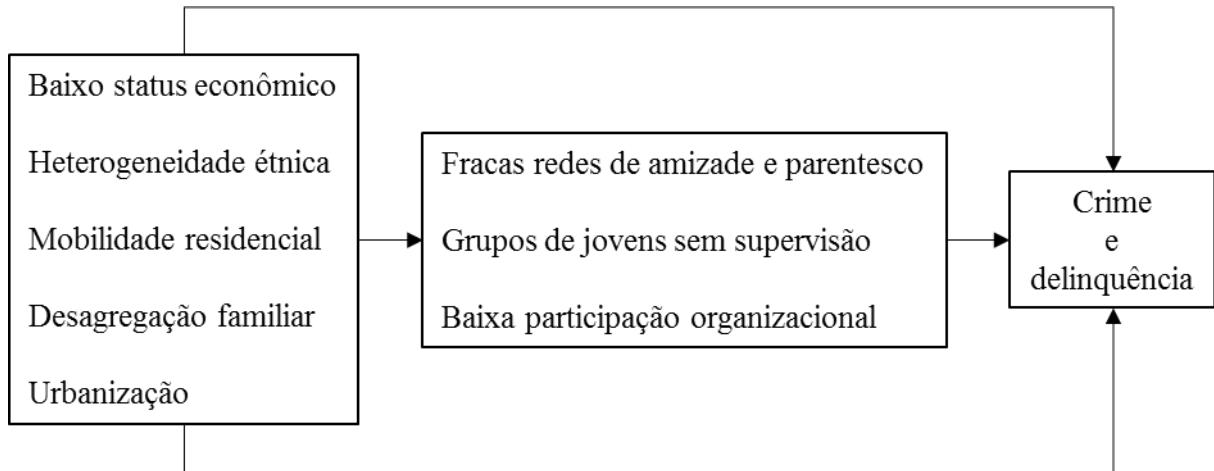 Baixo status econômico
Heterogeneidade étnica
Mobilidade residencial
Desagregação familiar
Urbanização
Fracas redes de amizade e parentesco
Grupos de jovens sem supervisão
Baixa participação organizacional
Crime
e
delinquência